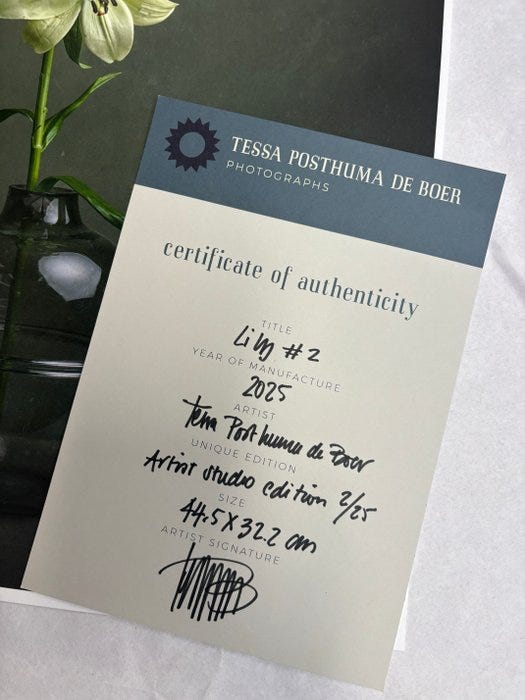 TESSA POSTHUMA DE BOER
PHOTOGRAPHS
certificate of authenticity
TITLE
Lily #2
YEAR OF MANUFACTURE
2025
ARTIST
Tessa Posthuma de Boer
UNIQUE EDITION
Artist studio edition 2/25
SIZE
44.5 X 32.2 cm
ARTIST SIGNATURE